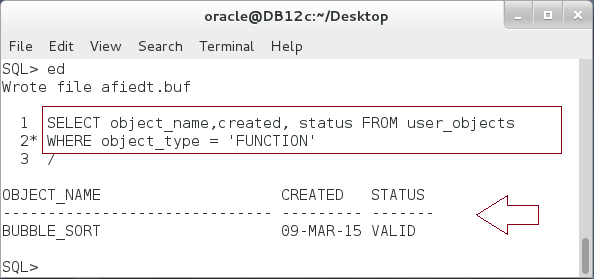 oracle@DB12c:~/Desktop
File Edit View Search Terminal Help
SQL> ed
Wrote file afiedt.buf
1 SELECT object_name,created, status FROM user_objects
2* WHERE object_type = 'FUNCTION'
3 /
OBJECT_NAME CREATED STATUS
------------------------------ --------- -------
BUBBLE_SORT 09-MAR-15 VALID
SQL>